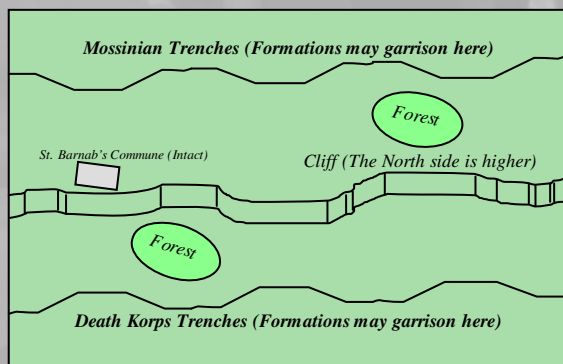 Mossinian Trenches (Formations may garrison here)
Forest
St. Barnab's Commune (Intact)
Cliff (The North side is higher)
Forest
Death Korps Trenches (Formations may garrison here)